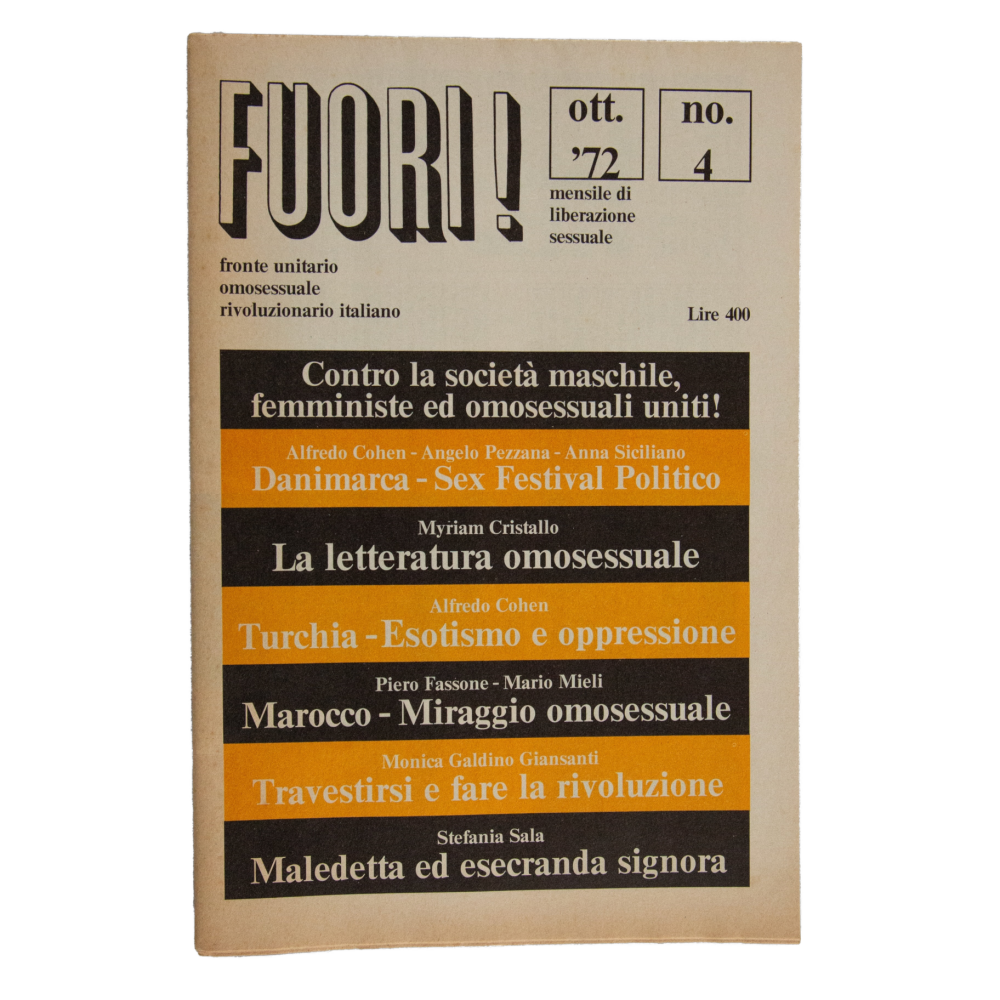 FUORI!
ott.
'72
no.
4
mensile di
liberazione
sessuale
fronte unitario
omosessuale
rivoluzionario italiano
Lire 400
Contro la società maschile,
femministe ed omosessuali uniti!
Alfredo Cohen - Angelo Pezzana - Anna Siciliano
Danimarca - Sex Festival Politico
Myriam Cristallo
La letteratura omosessuale
Alfredo Cohen
Turchia - Esotismo e oppressione
Piero Fassone - Mario Mieli
Marocco - Miraggio omosessuale
Monica Galdino Giansanti
Travestirsi e fare la rivoluzione
Stefania Sala
Maledetta ed esecranda signora